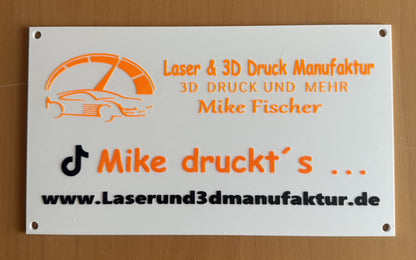 Laser & 3D Druck Manufaktur
3D DRUCK UND MEHR
Mike Fischer
Mike druckt´s ...
www.Laserund3dmanufaktur.de